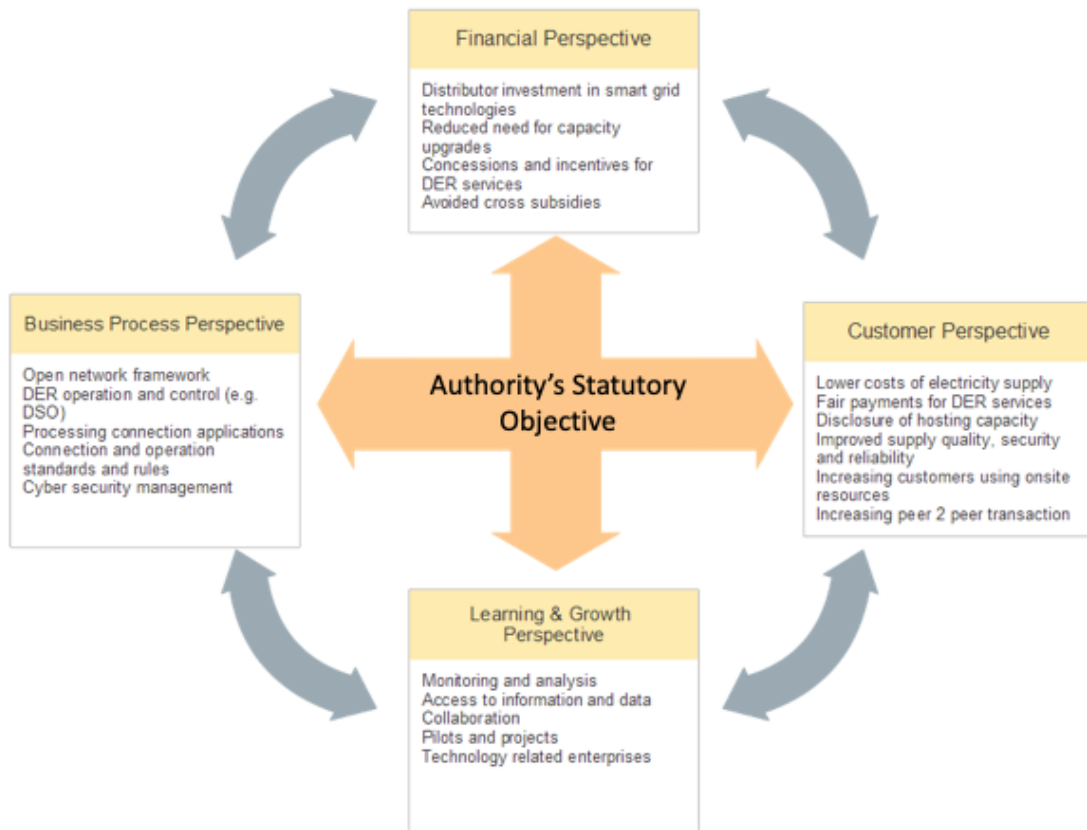 Financial Perspective
Distributor investment in smart grid
technologies
Reduced need for capacity
upgrades
Concessions and incentives for
DER services
Avoided cross subsidies
Business Process Perspective
Open network framework
DER operation and control (e.g.
DSO)
Processing connection applications
Connection and operation
standards and rules
Cyber security management
Authority's Statutory
Objective
Customer Perspective
Lower costs of electricity supply
Fair payments for DER services
Disclosure of hosting capacity
Improved supply quality, security
and reliability
Increasing customers using onsite
resources
Increasing peer 2 peer transaction
Learning & Growth
Perspective
Monitoring and analysis
Access to information and data
Collaboration
Pilots and projects
Technology related enterprises